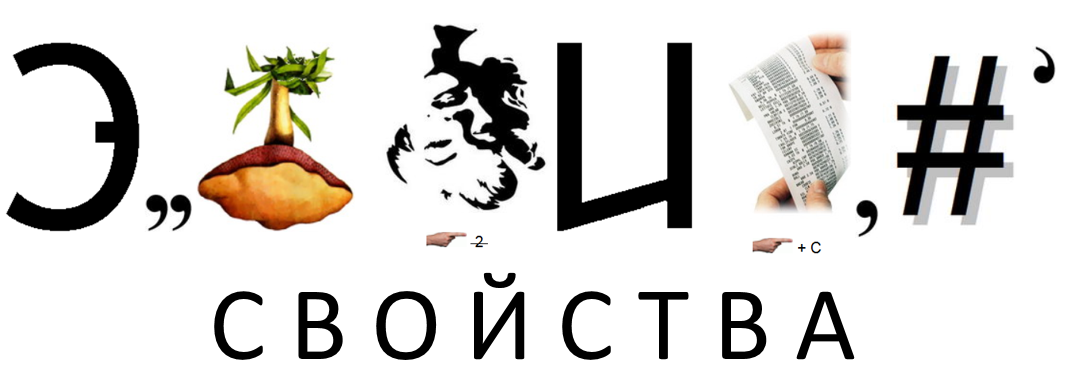 Э ,, И , # ’
2 + С
СВОЙСТВА